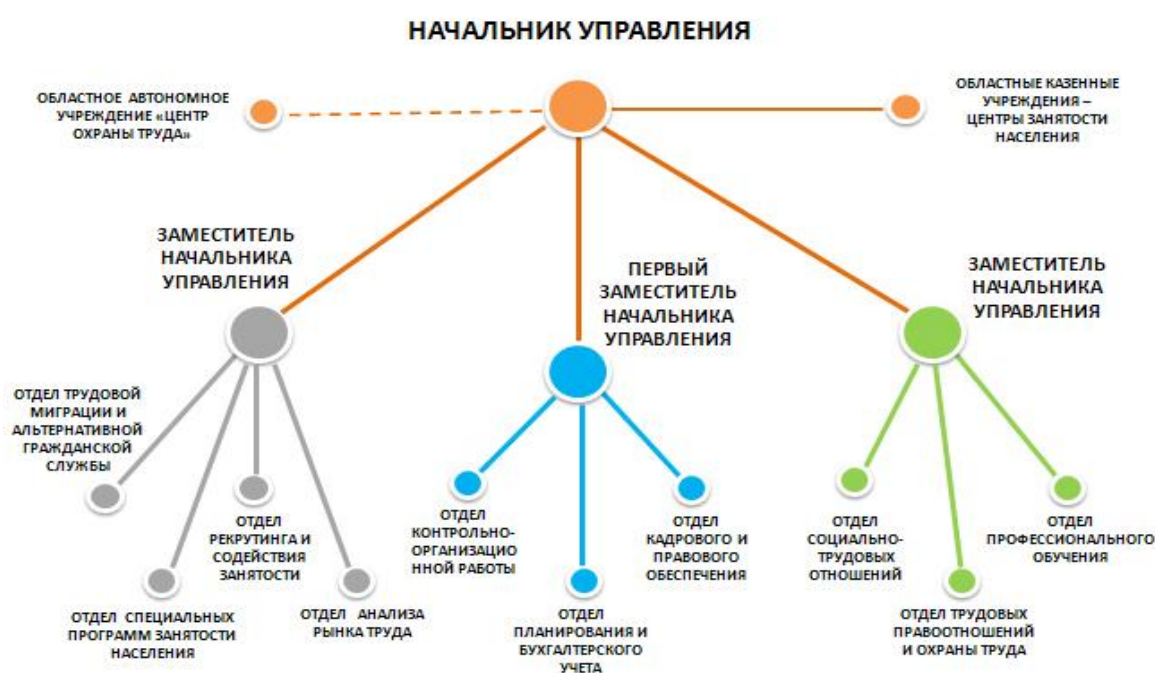 НАЧАЛЬНИК УПРАВЛЕНИЯ
ОБЛАСТНОЕ АВТОНОМНОЕ
УЧРЕЖДЕНИЕ «ЦЕНТР
ОХРАНЫ ТРУДА»
ОБЛАСТНЫЕ КАЗЕННЫЕ
УЧРЕЖДЕНИЯ –
ЦЕНТРЫ ЗАНЯТОСТИ
НАСЕЛЕНИЯ
ЗАМЕСТИТЕЛЬ
НАЧАЛЬНИКА
УПРАВЛЕНИЯ
ПЕРВЫЙ
ЗАМЕСТИТЕЛЬ
НАЧАЛЬНИКА
УПРАВЛЕНИЯ
ЗАМЕСТИТЕЛЬ
НАЧАЛЬНИКА
УПРАВЛЕНИЯ
ОТДЕЛ ТРУДОВОЙ
МИГРАЦИИ И
АЛЬТЕРНАТИВНОЙ
ГРАЖДАНСКОЙ
СЛУЖБЫ
ОТДЕЛ
РЕКРУТИНГА И
СОДЕЙСТВИЯ
ЗАНЯТОСТИ
ОТДЕЛ СПЕЦИАЛЬНЫХ
ПРОГРАММ ЗАНЯТОСТИ
НАСЕЛЕНИЯ
ОТДЕЛ АНАЛИЗА
РЫНКА ТРУДА
ОТДЕЛ
КОНТРОЛЬНО-
ОРГАНИЗАЦИО
ННОЙ РАБОТЫ
ОТДЕЛ
ПЛАНИРОВАНИЯ И
БУХГАЛТЕРСКОГО
УЧЕТА
ОТДЕЛ
КАДРОВОГО И
ПРАВОВОГО
ОБЕСПЕЧЕНИЯ
ОТДЕЛ
СОЦИАЛЬНО-
ТРУДОВЫХ
ОТНОШЕНИЙ
ОТДЕЛ ТРУДОВЫХ
ПРАВООТНОШЕНИЙ
И ОХРАНЫ ТРУДА
ОТДЕЛ
ПРОФЕССИОНАЛЬНОГО
ОБУЧЕНИЯ